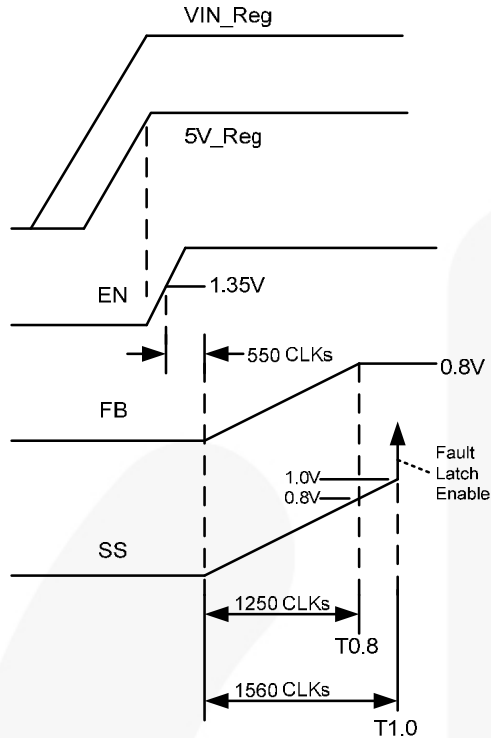 VIN_Reg
5V_Reg
EN
1.35V
550 CLKs
0.8V
FB
Fault
Latch
Enable
1.0V
0.8V
SS
1250 CLKs
T0.8
1560 CLKs
T1.0